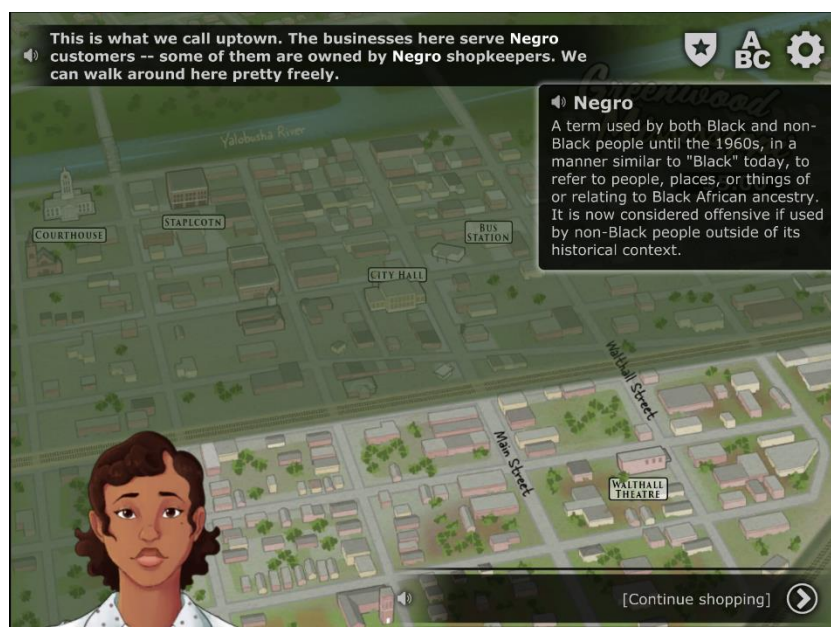 This is what we call uptown. The businesses here serve Negro
customers -- some of them are owned by Negro shopkeepers. We
can walk around here pretty freely.
A
BC
Greenwood
Negro
A term used by both Black and non-
Black people until the 1960s, in a
manner similar to "Black" today, to
refer to people, places, or things of
or relating to Black African ancestry.
It is now considered offensive if used
by non-Black people outside of its
historical context.
Yalobusha River
COURTHOUSE
STAPLCOTN
BUS
STATION
CITY HALL
Walthall Street
Main Street
WALTHALL
THEATRE
[Continue shopping]